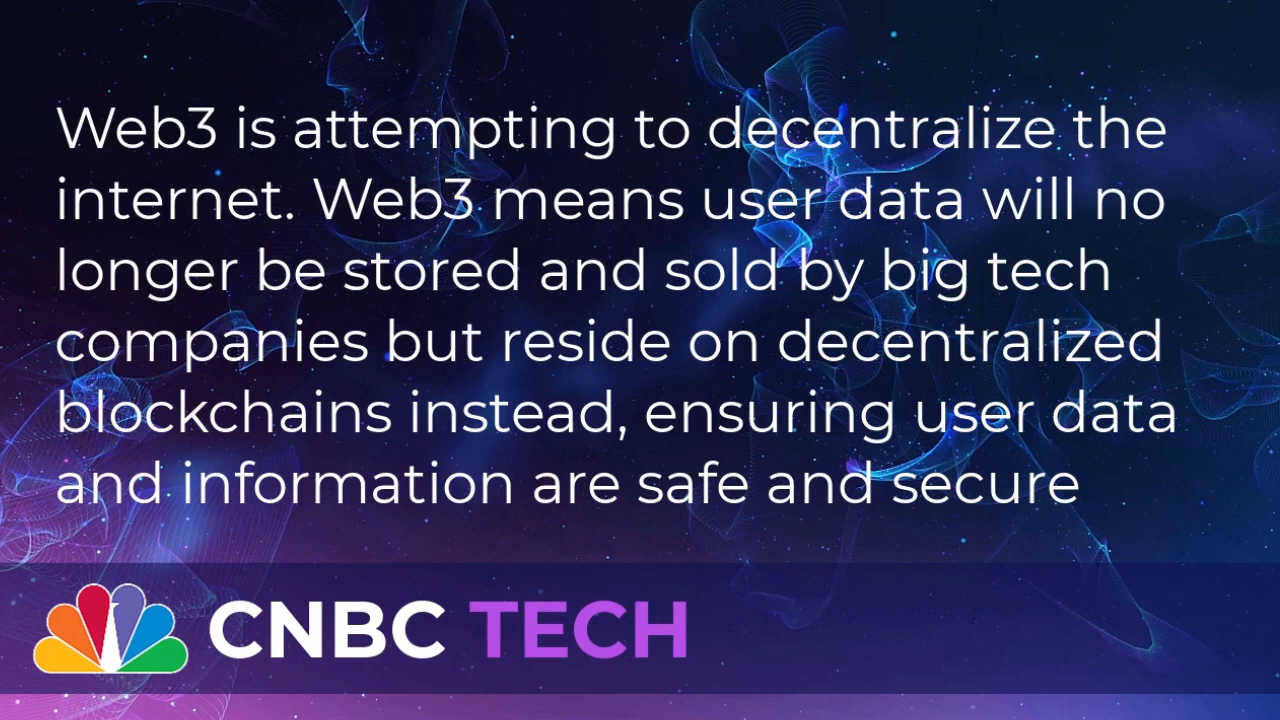 Web3 is attempting to decentralize the
internet. Web3 means user data will no
longer be stored and sold by big tech
companies but reside on decentralized
blockchains instead, ensuring user data
and information are safe and secure
CNBC TECH